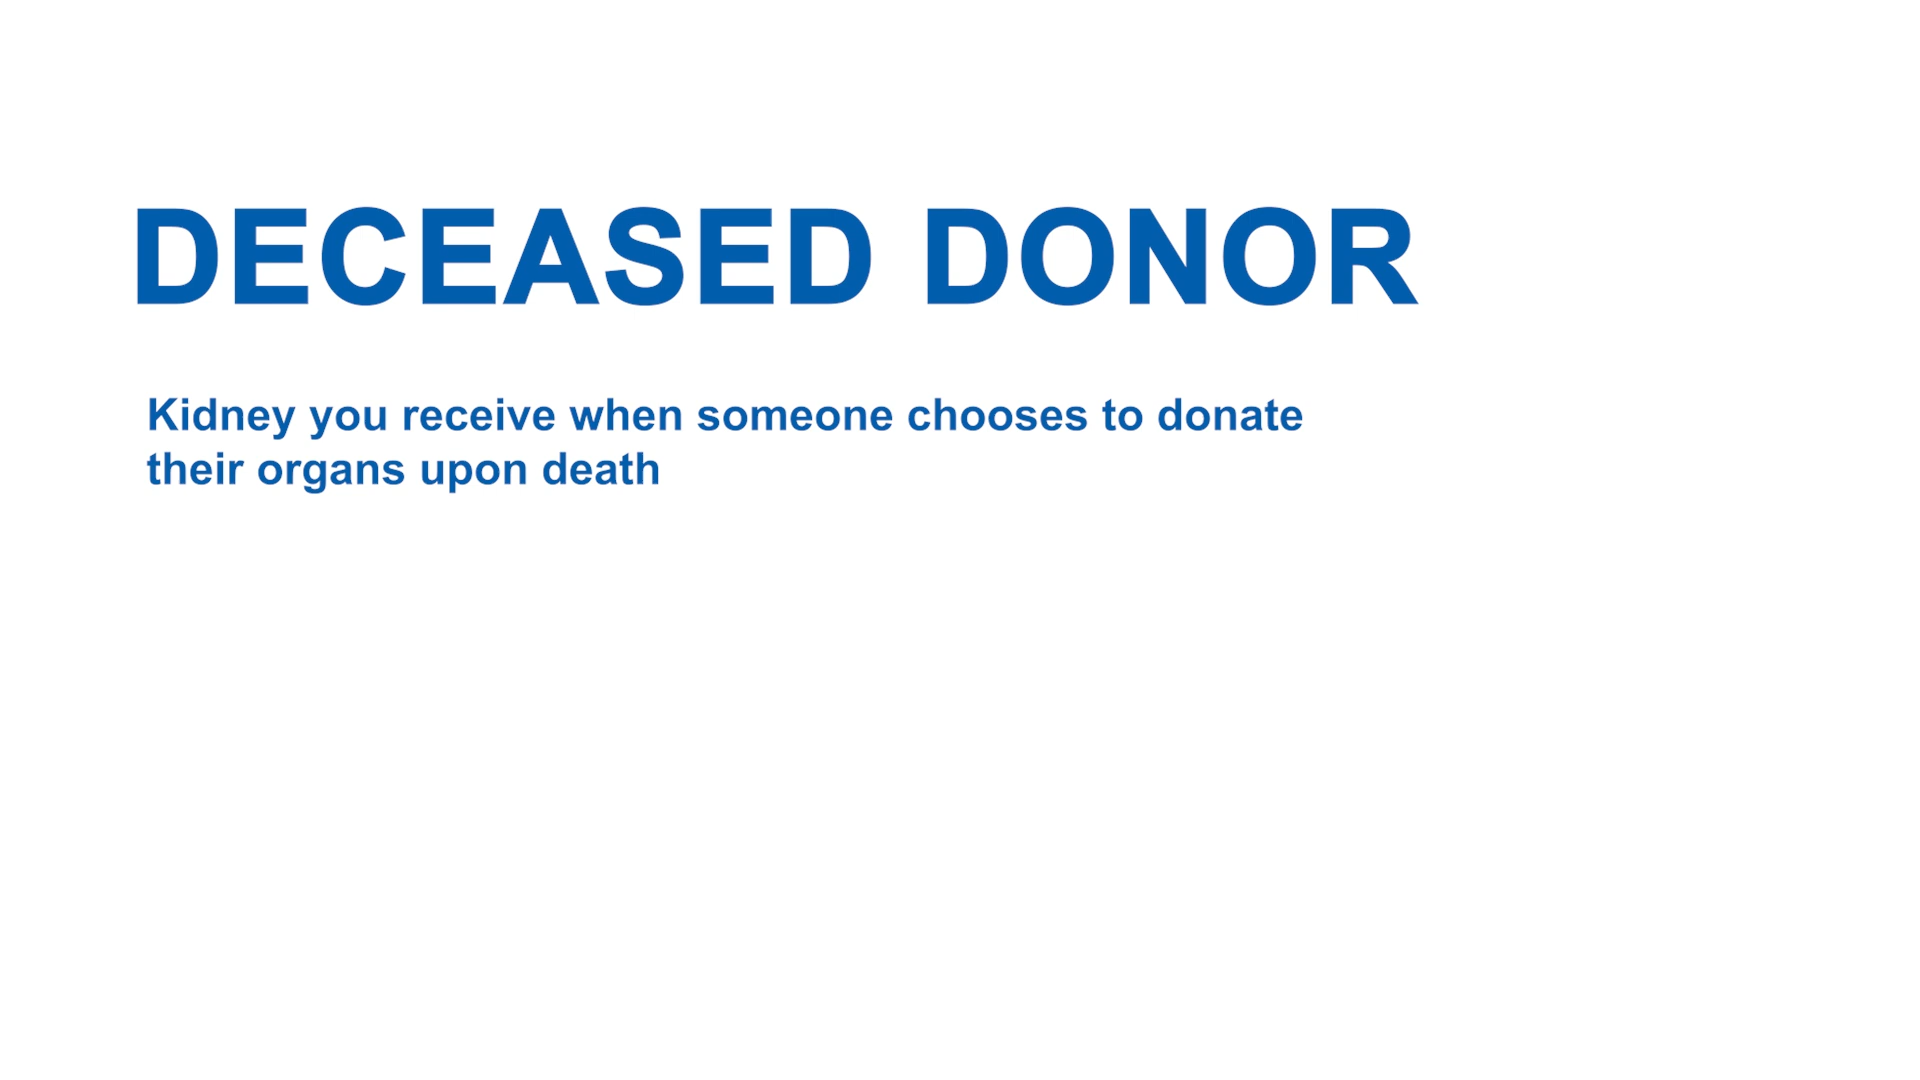 DECEASED DONOR
Kidney you receive when someone chooses to donate
their organs upon death